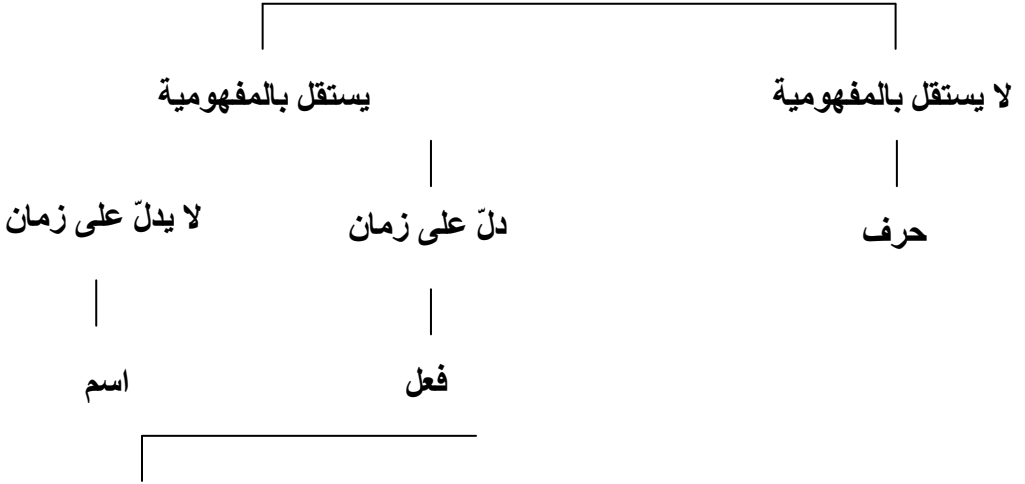 لا يستقل بالمفهومية
يستقل بالمفهومية
حرف
دلّ على زمان
لا يدلّ على زمان
فعل
اسم